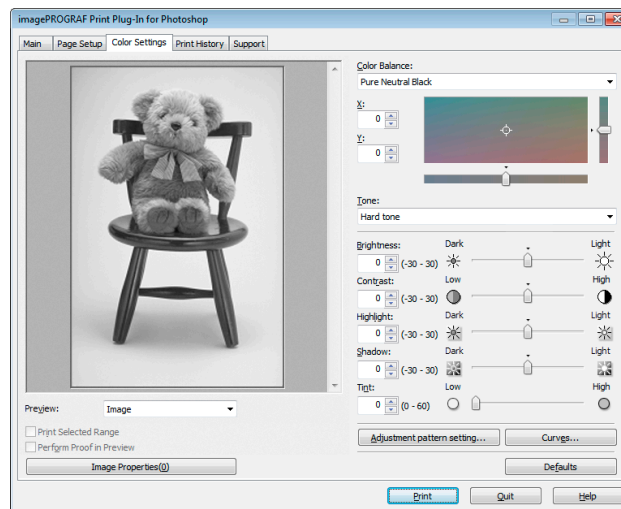 imagePROGRAF Print Plug-In for Photoshop
Main Page Setup Color Settings Print History Support
Color Balance:
Pure Neutral Black
X:
0
Y:
0
Tone:
Hard tone
Brightness: Dark Light
0 (-30 - 30)
Contrast: Low High
0 (-30 - 30)
Highlight: Dark Light
0 (-30 - 30)
Shadow: Dark Light
0 (-30 - 30)
Tint: Low High
0 (0 - 60)
Preview: Image
Print Selected Range
Perform Proof in Preview
Image Properties(0)
Adjustment pattern setting... Curves...
Defaults
Print Quit Help